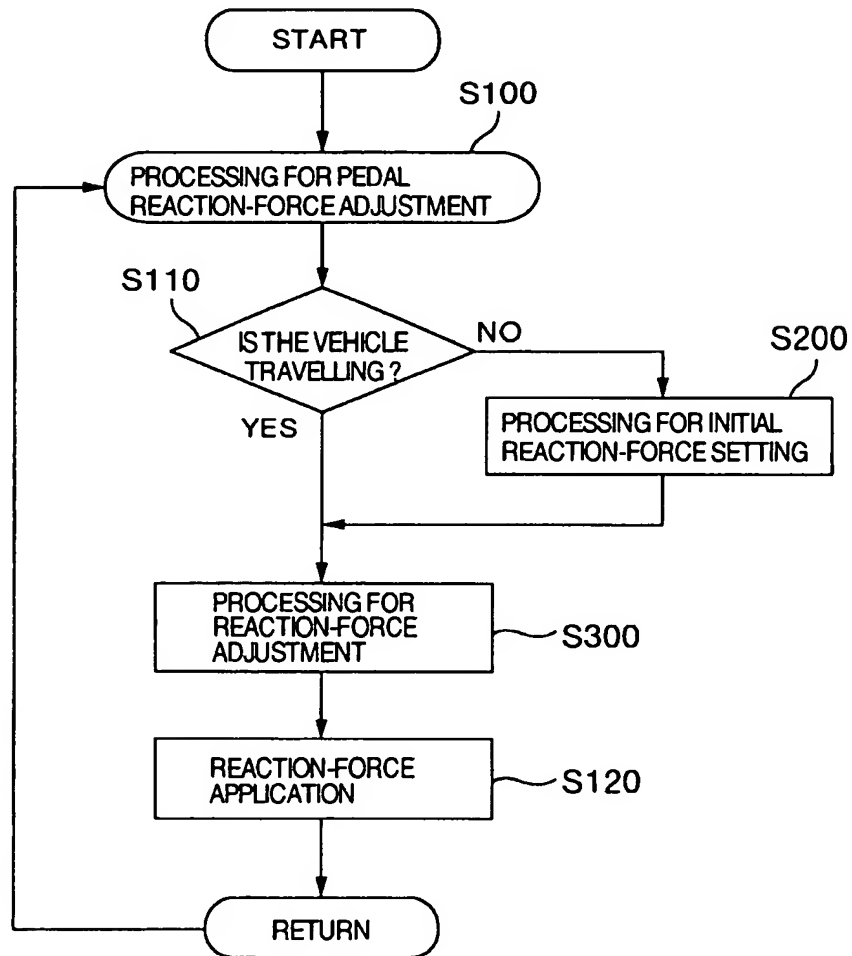 START
S100
PROCESSING FOR PEDAL
REACTION-FORCE ADJUSTMENT
S110
IS THE VEHICLE
TRAVELLING ?
NO
YES
S200
PROCESSING FOR INITIAL
REACTION-FORCE SETTING
PROCESSING FOR
REACTION-FORCE
ADJUSTMENT
S300
REACTION-FORCE
APPLICATION
S120
RETURN